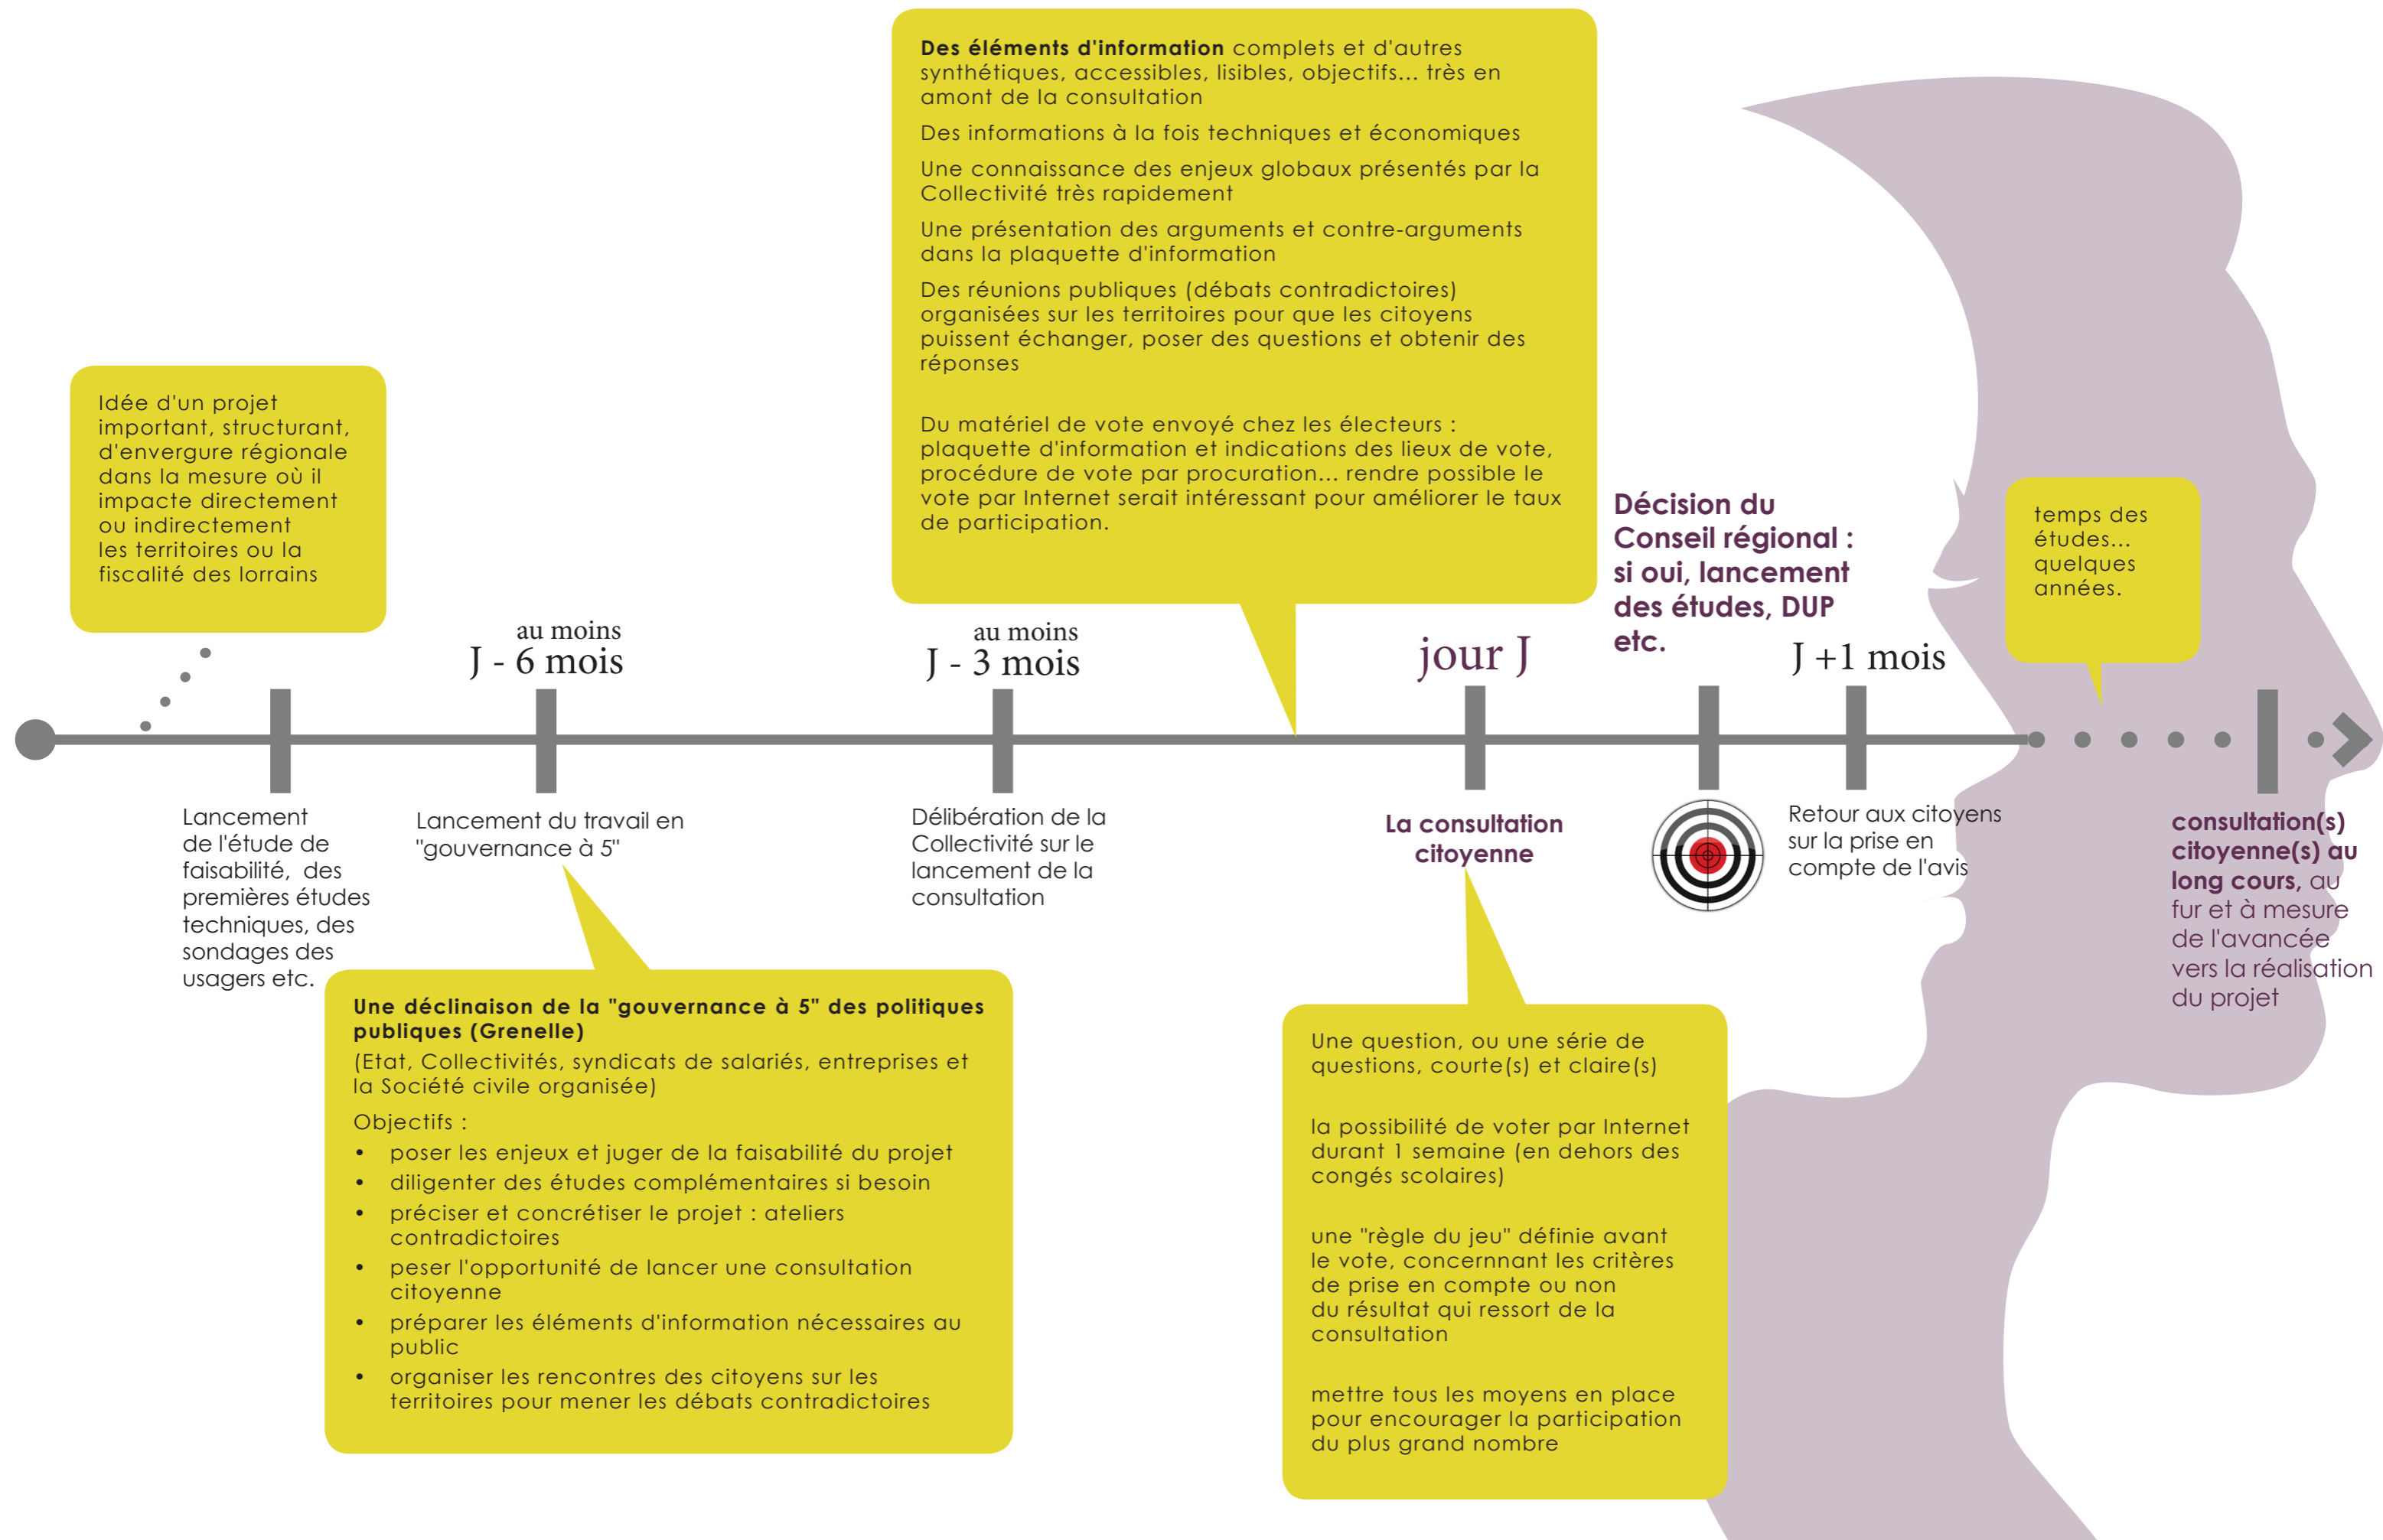 Des éléments d'information complets et d'autres
synthétiques, accessibles, lisibles, objectifs... très en
amont de la consultation
Des informations à la fois techniques et économiques
Une connaissance des enjeux globaux présentés par la
Collectivité très rapidement
Une présentation des arguments et contre-arguments
dans la plaquette d'information
Des réunions publiques (débats contradictoires)
organisées sur les territoires pour que les citoyens
puissent échanger, poser des questions et obtenir des
réponses
Du matériel de vote envoyé chez les électeurs :
plaquette d'information et indications des lieux de vote,
procédure de vote par procuration... rendre possible le
vote par Internet serait intéressant pour améliorer le taux
de participation.
Idée d'un projet
important, structurant,
d'envergure régionale
dans la mesure où il
impacte directement
ou indirectement
les territoires ou la
fiscalité des lorrains
au moins
J - 6 mois
au moins
J - 3 mois
jour J
Décision du
Conseil régional :
si oui, lancement
des études, DUP
etc.
J +1 mois
temps des
études...
quelques
années.
Lancement
de l'étude de
faisabilité, des
premières études
techniques, des
sondages des
usagers etc.
Lancement du travail en
"gouvernance à 5"
Délibération de la
Collectivité sur le
lancement de la
consultation
La consultation
citoyenne
Retour aux citoyens
sur la prise en
compte de l'avis
consultation(s)
citoyenne(s) au
long cours, au
fur et à mesure
de l'avancée
vers la réalisation
du projet
Une déclinaison de la "gouvernance à 5" des politiques
publiques (Grenelle)
(Etat, Collectivités, syndicats de salariés, entreprises et
la Société civile organisée)
Objectifs :
• poser les enjeux et juger de la faisabilité du projet
• diligenter des études complémentaires si besoin
• préciser et concrétiser le projet : ateliers
contradictoires
• peser l'opportunité de lancer une consultation
citoyenne
• préparer les éléments d'information nécessaires au
public
• organiser les rencontres des citoyens sur les
territoires pour mener les débats contradictoires
Une question, ou une série de
questions, courte(s) et claire(s)
la possibilité de voter par Internet
durant 1 semaine (en dehors des
congés scolaires)
une "règle du jeu" définie avant
le vote, concernnant les critères
de prise en compte ou non
du résultat qui ressort de la
consultation
mettre tous les moyens en place
pour encourager la participation
du plus grand nombre